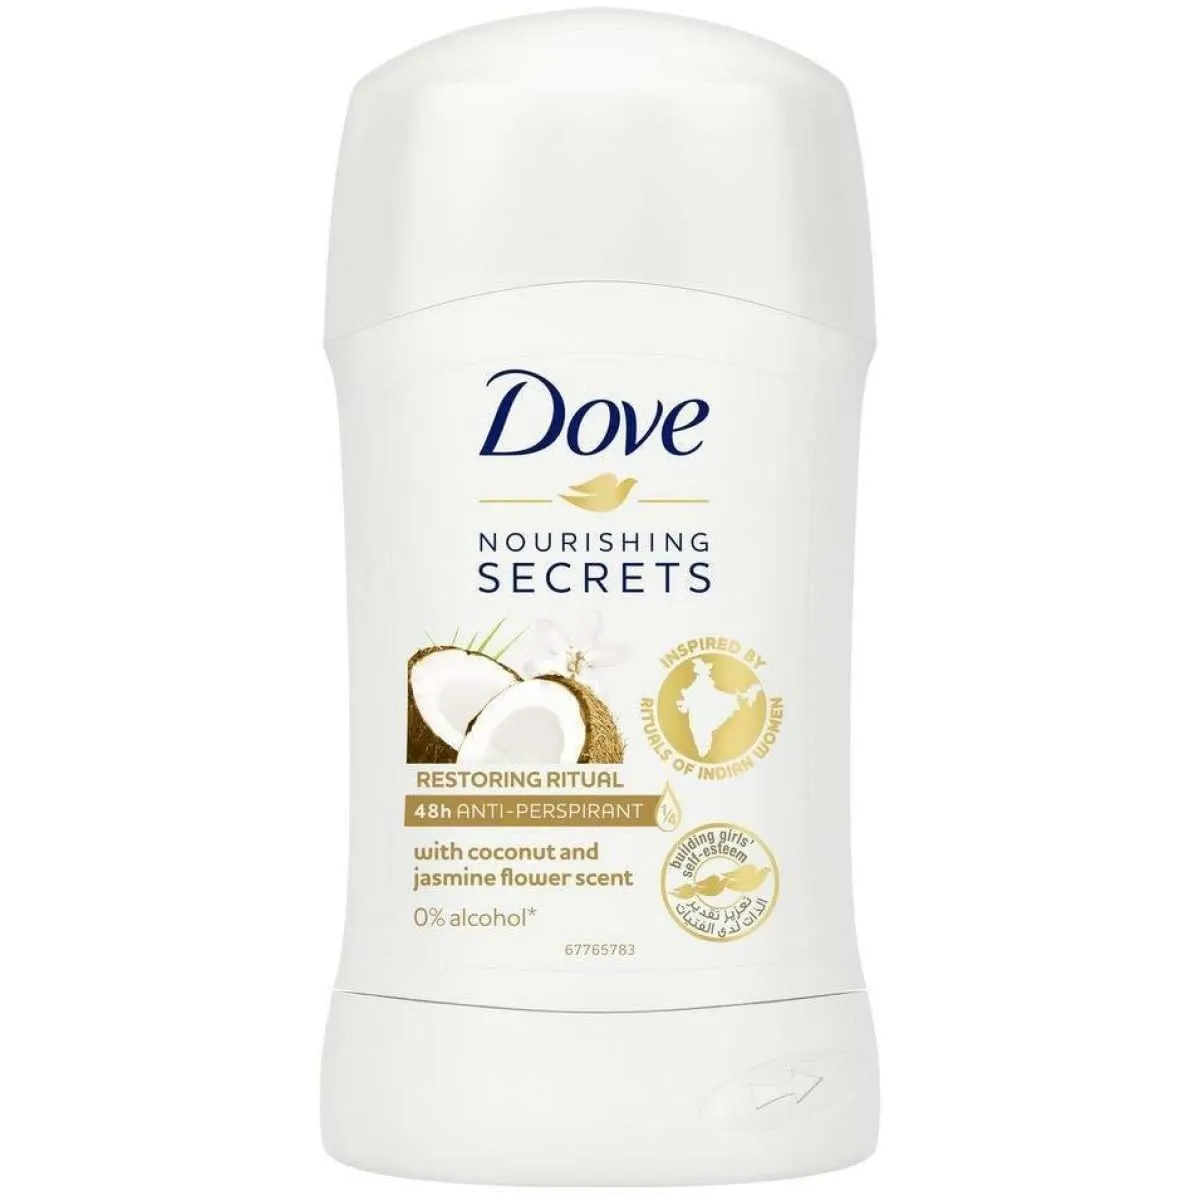 Dove
NOURISHING
SECRETS
INSPIRED BY
RITUALS OF INDIAN WOMEN
RESTORING RITUAL
48h ANTI-PERSPIRANT
1/4
with coconut and
jasmine flower scent
0% alcohol*
building girls'
self-esteem
تعزيز تقدير
الذات لدى الفتيات
67765783